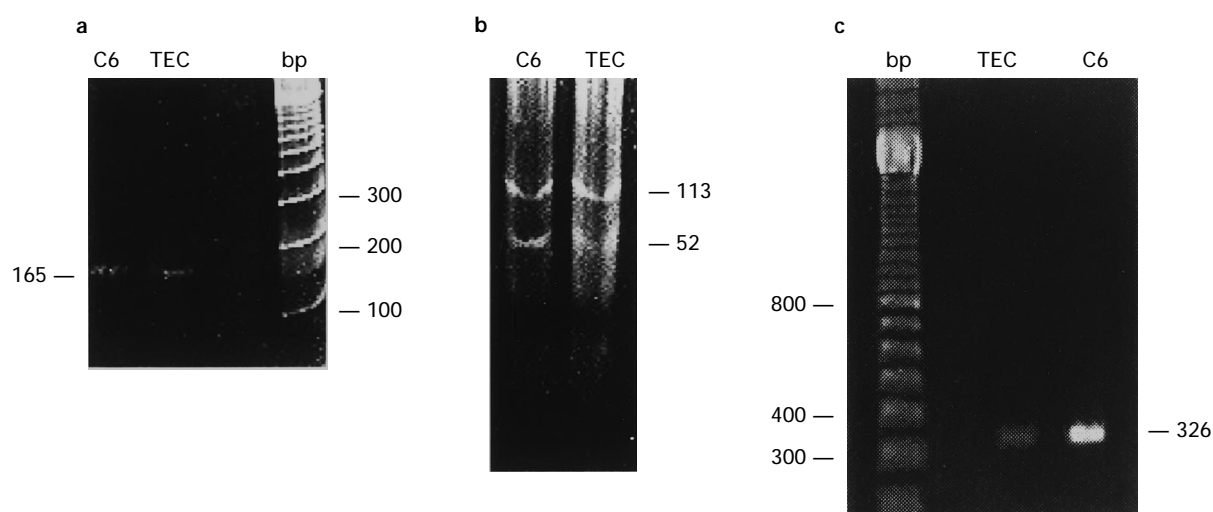 a
C6 TEC bp
— 300
— 200
165 —
— 100
b
C6 TEC
— 113
— 52
c
bp TEC C6
800 —
400 —
— 326
300 —